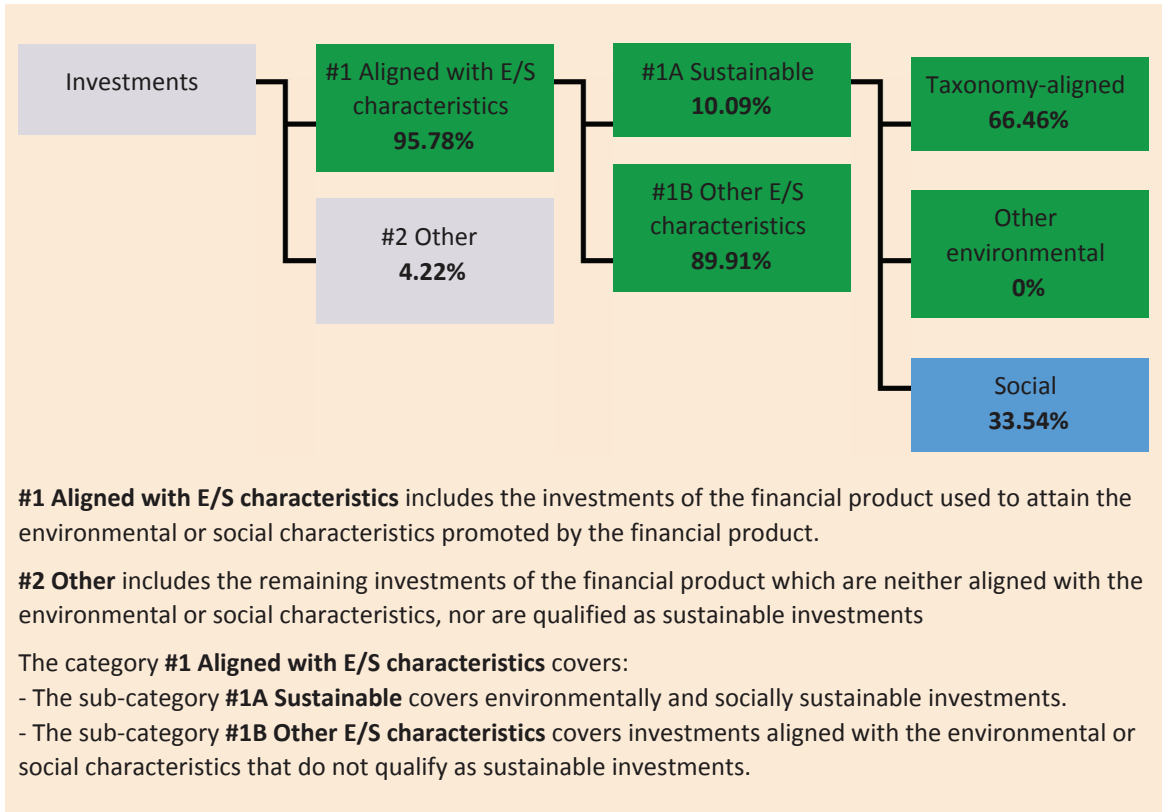 Investments
#1 Aligned with E/S
characteristics
95.78%
#2 Other
4.22%
#1A Sustainable
10.09%
#1B Other E/S
characteristics
89.91%
Taxonomy-aligned
66.46%
Other
environmental
0%
Social
33.54%
#1 Aligned with E/S characteristics includes the investments of the financial product used to attain the
environmental or social characteristics promoted by the financial product.
#2 Other includes the remaining investments of the financial product which are neither aligned with the
environmental or social characteristics, nor are qualified as sustainable investments
The category #1 Aligned with E/S characteristics covers:
- The sub-category #1A Sustainable covers environmentally and socially sustainable investments.
- The sub-category #1B Other E/S characteristics covers investments aligned with the environmental or
social characteristics that do not qualify as sustainable investments.